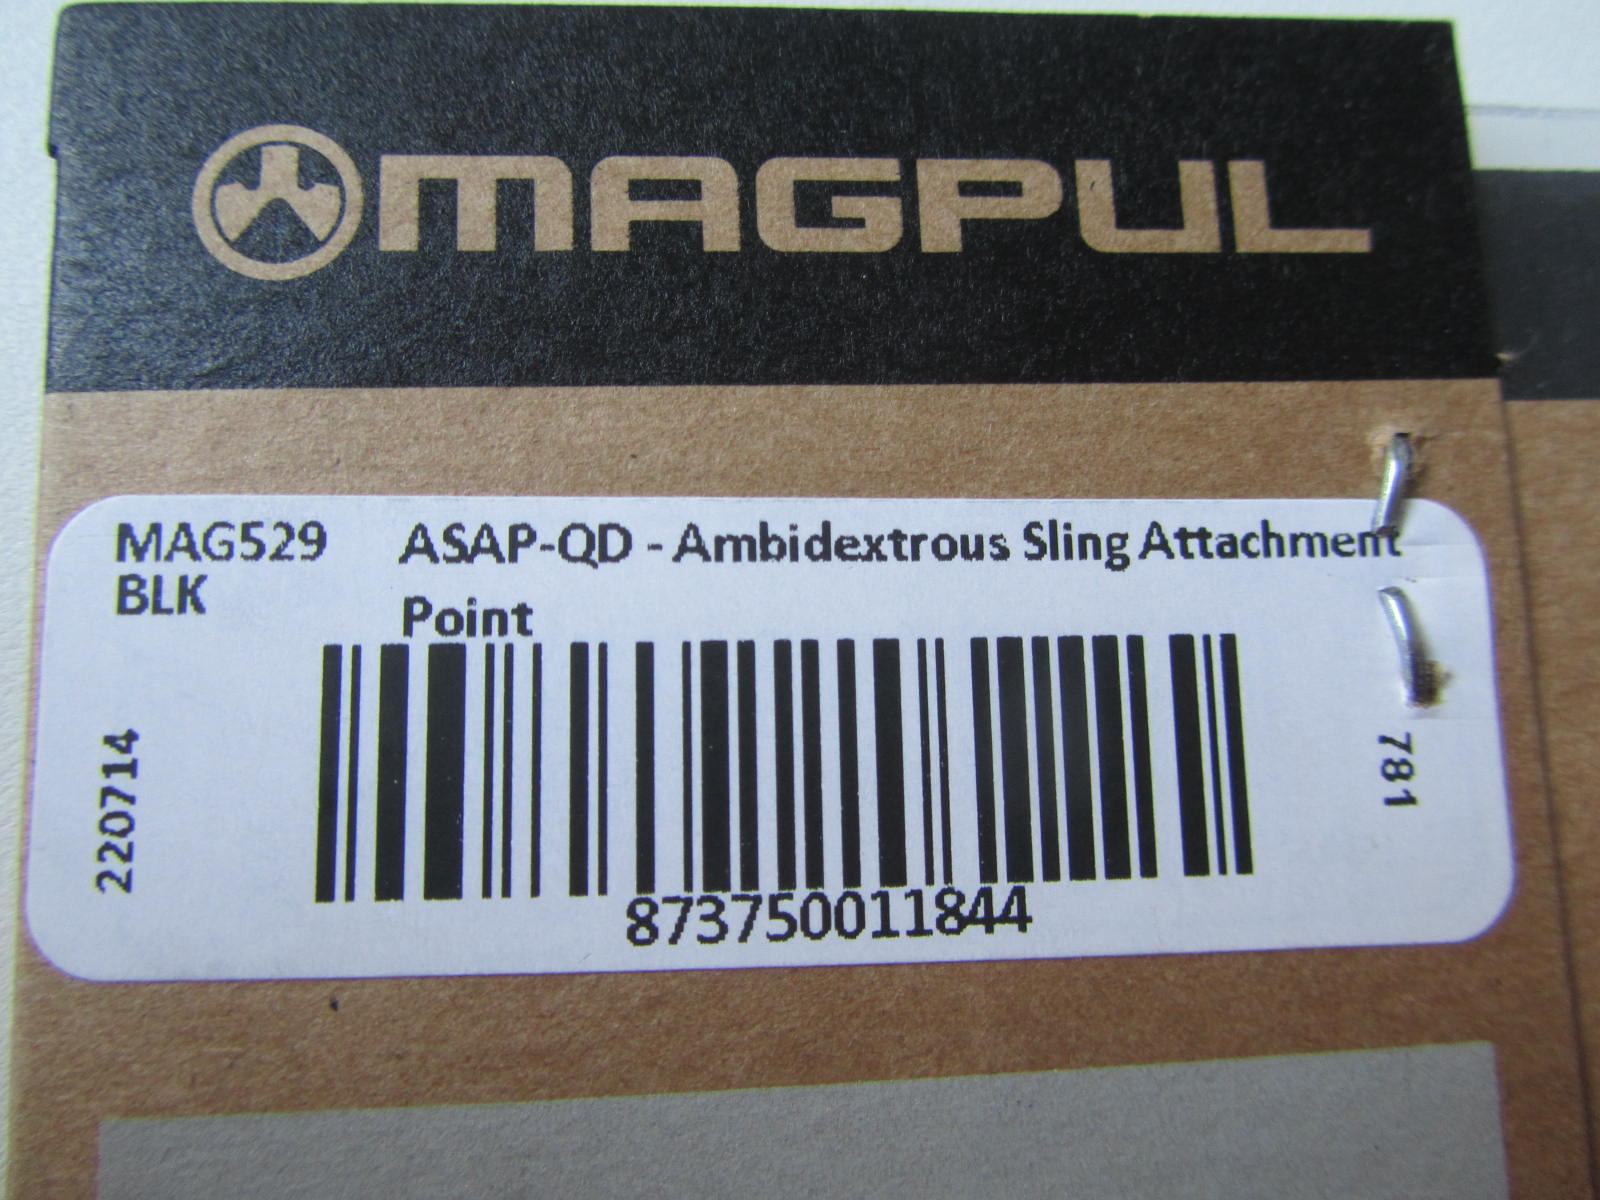 MAGPUL
MAG529 ASAP-QD - Ambidextrous Sling Attachment
BLK Point
220714
781
873750011844